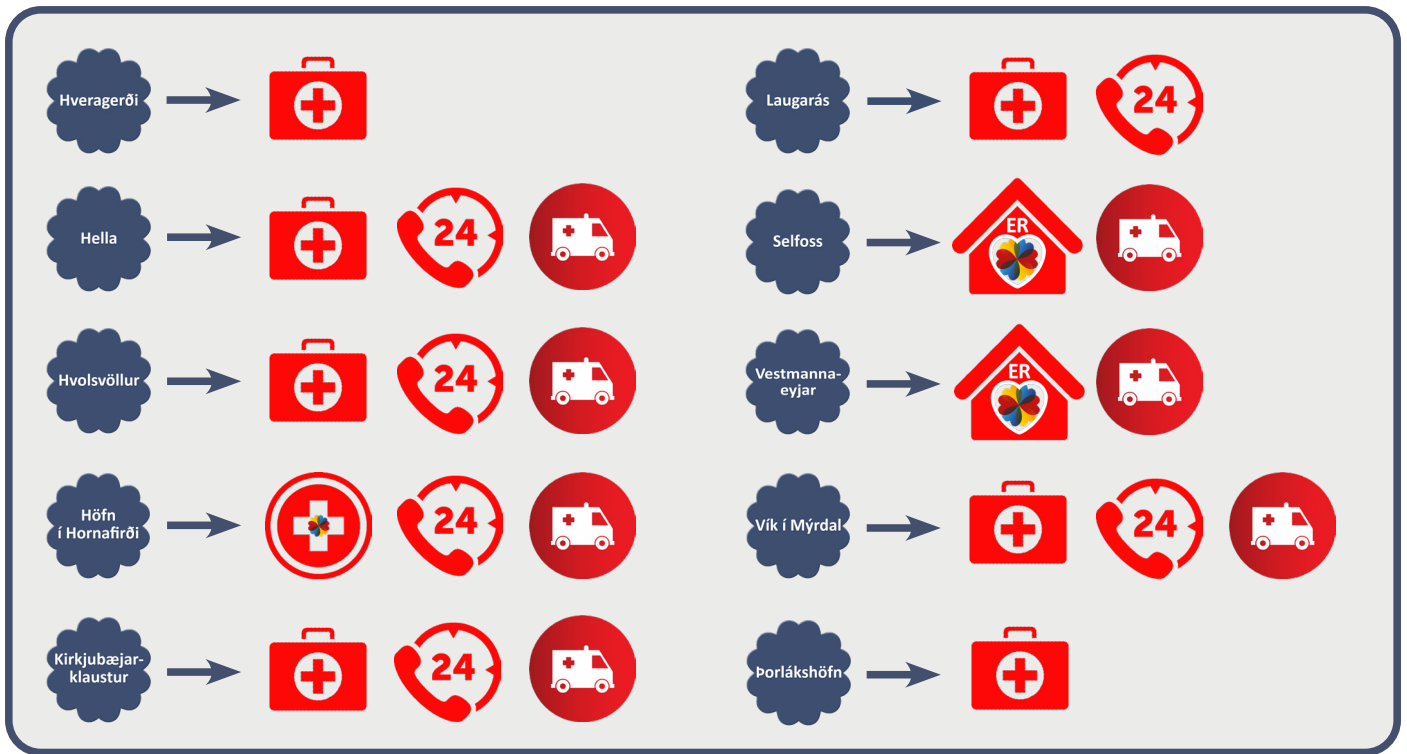 Hveragerði
Laugarás
24
Hella
24
Selfoss
ER
Hvolsvöllur
24
Vestmanna-
eyjar
ER
Höfn
í Hornafirði
24
Vík í Mýrdal
24
Kirkjubæjar-
klaustur
24
Þorlákshöfn